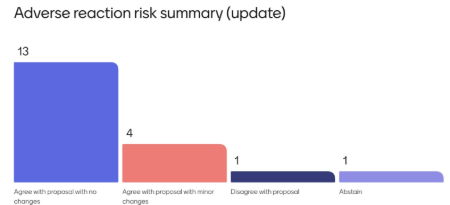 Adverse reaction risk summary (update)
13
4
1
1
Agree with proposal with no
changes
Agree with proposal with minor
changes
Disagree with proposal
Abstain